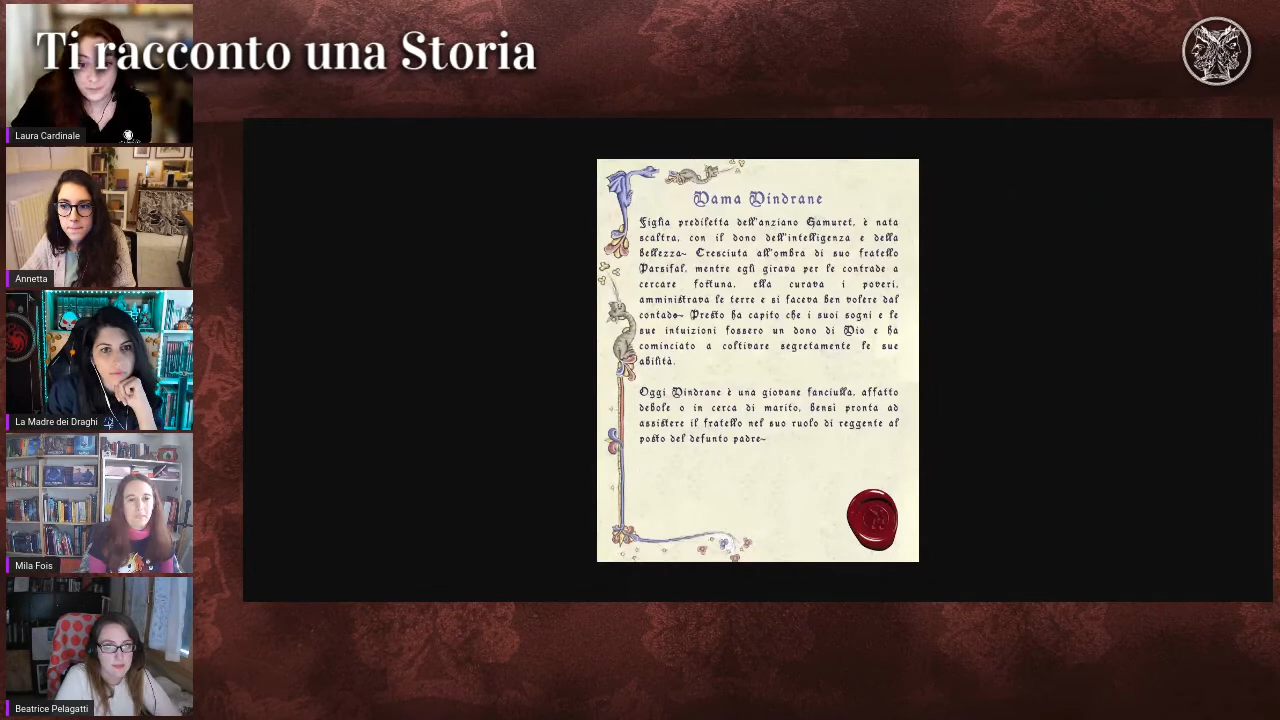 Ti racconto una Storia
Laura Cardinale
Annetta
La Madre dei Draghi
Mila Fois
Beatrice Pelagatti
Dama Dindrane
Figlia prediletta dell'anziano Gamuret, è nata
scaltra, con il dono dell'intelligenza e della
bellezza~ Cresciuta all'ombra di suo fratello
Parsifal, mentre egli girava per le contrade a
cercare fortuna, ella curava i poveri,
amministrava le terre e si faceva ben volere dal
contado~ Presto ha capito che i suoi sogni e le
sue intuizioni fossero un dono di Dio e ha
cominciato a coltivare segretamente le sue
abilità.
Oggi Dindrane è una giovane fanciulla, affatto
debole o in cerca di marito, bensì pronta ad
assistere il fratello nel suo ruolo di reggente al
posto del defunto padre~